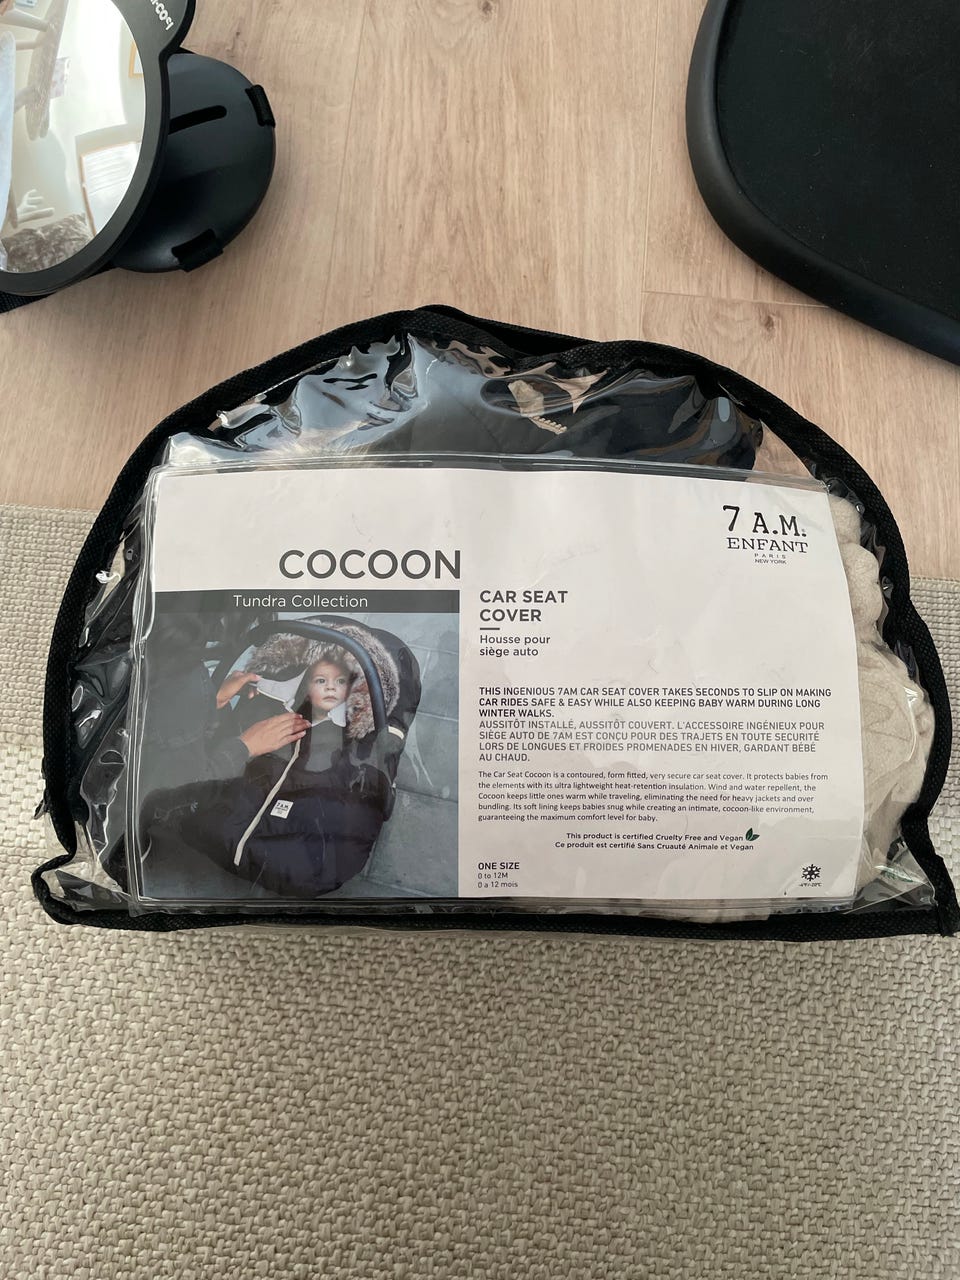 COCOON
Tundra Collection
7 A.M.
ENFANT
PARIS
NEW YORK
CAR SEAT
COVER
Housse pour
siège auto
THIS INGENIOUS 7AM CAR SEAT COVER TAKES SECONDS TO SLIP ON MAKING
CAR RIDES SAFE & EASY WHILE ALSO KEEPING BABY WARM DURING LONG
WINTER WALKS.
AUSSITÔT INSTALLÉ, AUSSITÔT COUVERT. L'ACCESSOIRE INGÉNIEUX POUR
SIÈGE AUTO DE 7AM EST CONÇU POUR DES TRAJETS EN TOUTE SECURITÉ
LORS DE LONGUES ET FROIDES PROMENADES EN HIVER, GARDANT BÉBÉ
AU CHAUD.
The Car Seat Cocoon is a contoured, form fitted, very secure car seat cover. It protects babies from
the elements with its ultra lightweight heat-retention insulation. Wind and water repellent, the
Cocoon keeps little ones warm while traveling, eliminating the need for heavy jackets and over
bundling. Its soft lining keeps babies snug while creating an intimate, cocoon-like environment,
guaranteeing the maximum comfort level for baby.
This product is certified Cruelty Free and Vegan
Ce produit est certifié Sans Cruauté Animale et Vegan
ONE SIZE
0 to 12M
0 a 12 mois
7 A.M.